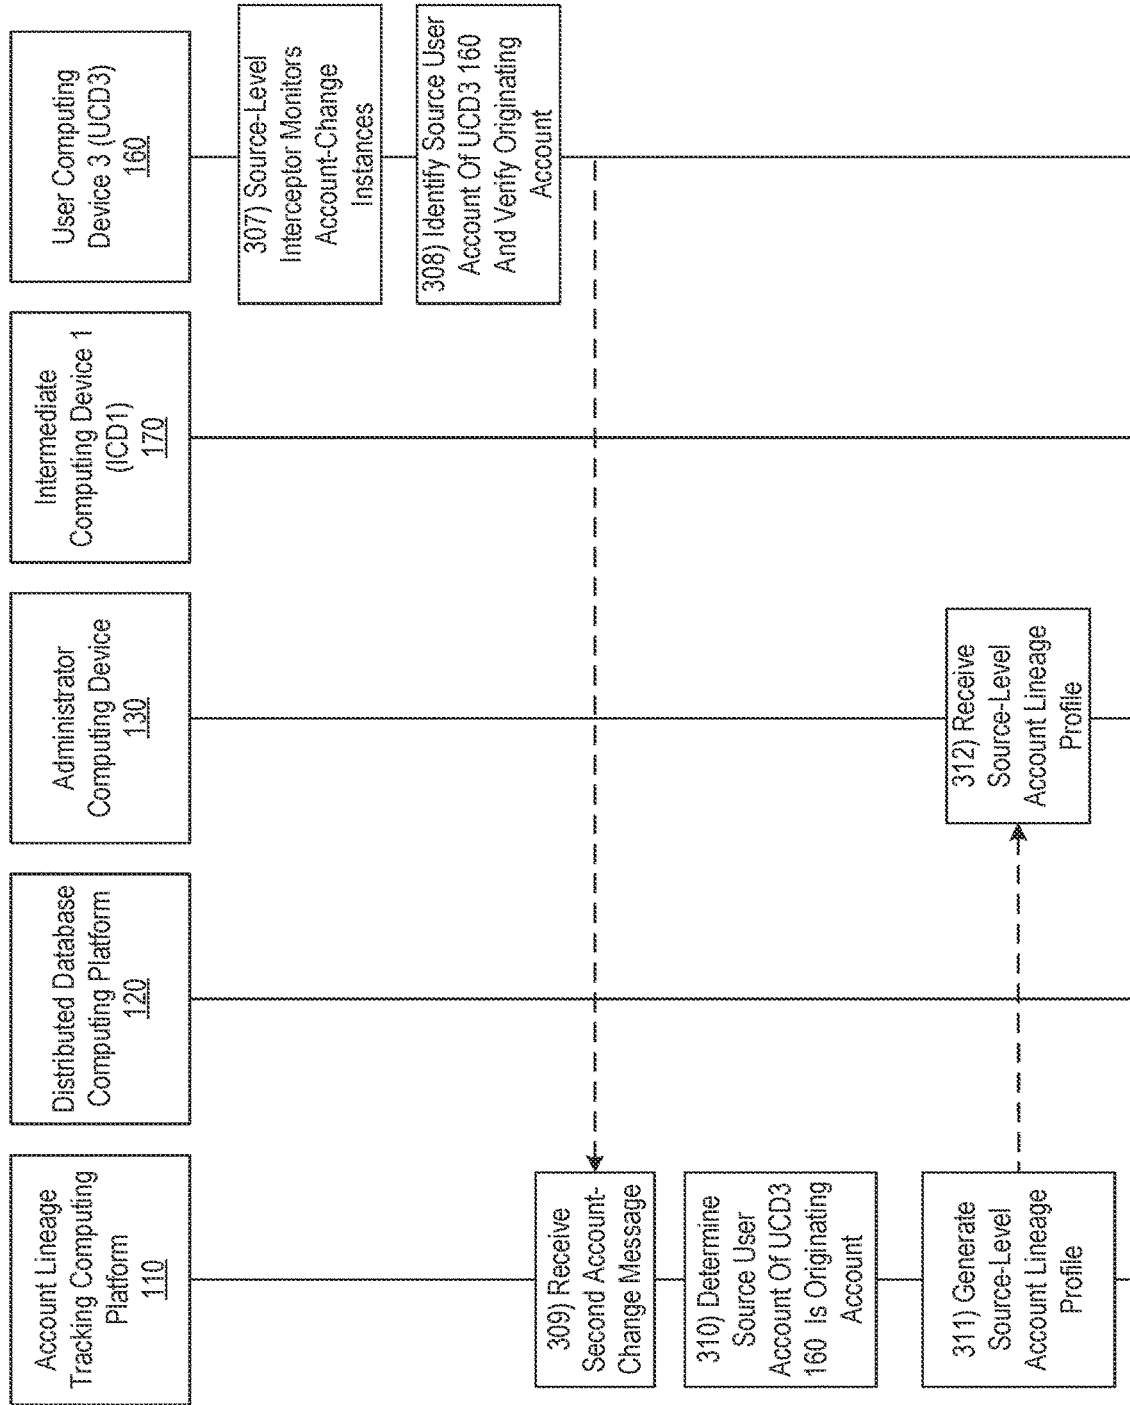 Account Lineage
Tracking Computing
Platform
110
Distributed Database
Computing Platform
120
Administrator
Computing Device
130
Intermediate
Computing Device 1
(ICD1)
170
User Computing
Device 3 (UCD3)
160
307) Source-Level
Interceptor Monitors
Account-Change
Instances
308) Identify Source User
Account Of UCD3 160
And Verify Originating
Account
309) Receive
Second Account-
Change Message
310) Determine
Source User
Account Of UCD3
160 Is Originating
Account
311) Generate
Source-Level
Account Lineage
Profile
312) Receive
Source-Level
Account Lineage
Profile